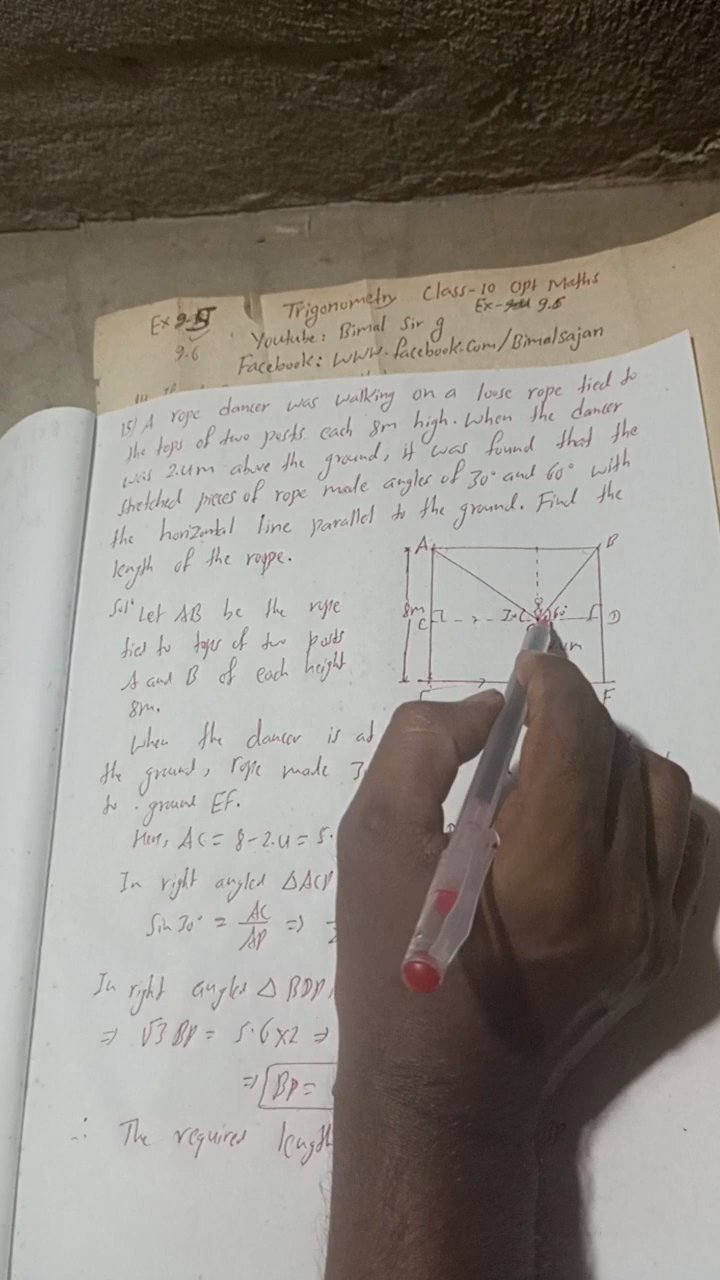 Ex 9.5
9.6
Trigonometry Class-10 Opt Maths
Ex- 9.5
Youtube: Bimal Sir g
Facebook: www.facebook.com/Bimalsajan
15) A rope dancer was walking on a loose rope tied to
the tops of two posts each 8m high. When the dancer
was 2.4m above the ground, it was found that the
stretched pieces of rope made angles of 30° and 60° with
the horizontal line parallel to the ground. Find the
length of the roope.
A B
8m C 30° 60° D
F
Solⁿ Let AB be the rope
tied to tops of two posts
A and B of each height
8m.
When the dancer is at
the ground, rope made 3
to ground EF.
Here, AC = 8-2.4 = 5.
In right angled ΔACP
Sin 30° = AC/AP ⇒
In right angled Δ BDP,
⇒ √3 BP = 5.6×2 ⇒
⇒ BP =
∴ The required length